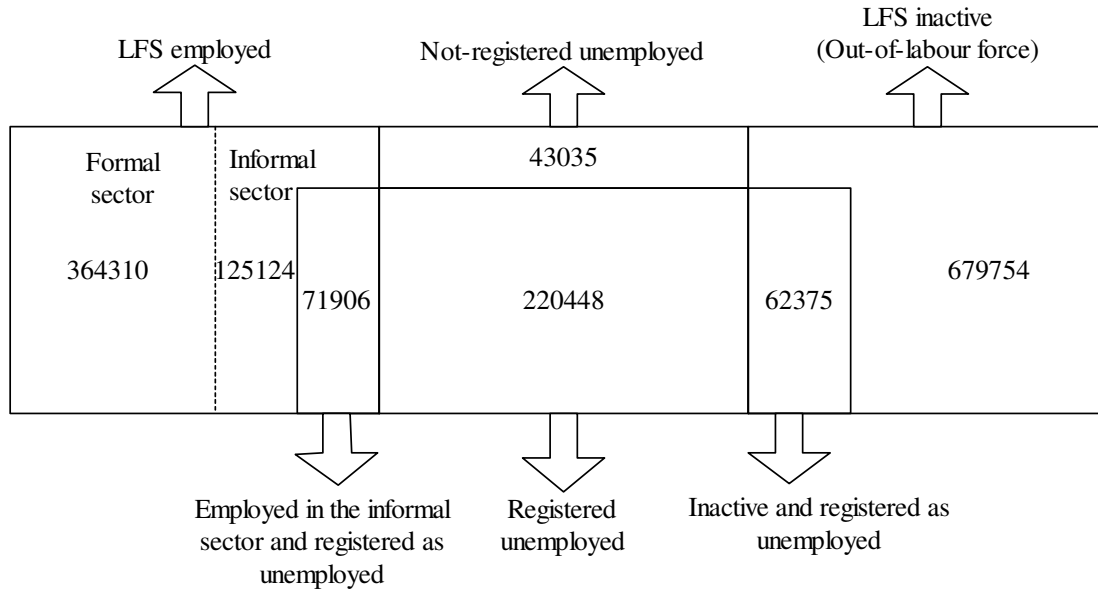 LFS employed
Not-registered unemployed
LFS inactive
(Out-of-labour force)
Formal
sector
Informal
sector
43035
364310
125124
71906
220448
62375
679754
Employed in the informal
sector and registered as
unemployed
Registered
unemployed
Inactive and registered as
unemployed